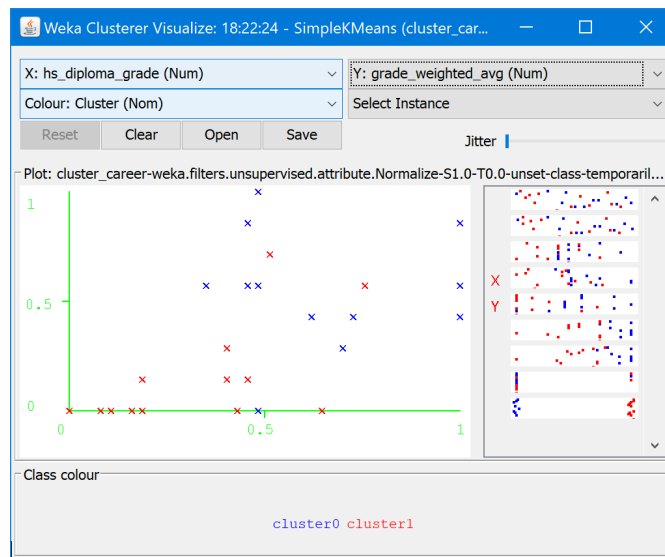 Weka Clusterer Visualize: 18:22:24 - SimpleKMeans (cluster_car...
X: hs_diploma_grade (Num)
Y: grade_weighted_avg (Num)
Colour: Cluster (Nom)
Select Instance
Reset
Clear
Open
Save
Jitter
Plot: cluster_career-weka.filters.unsupervised.attribute.Normalize-S1.0-T0.0-unset-class-temporaril...
1
0.5
0
0
0.5
1
X
Y
Class colour
cluster0 cluster1